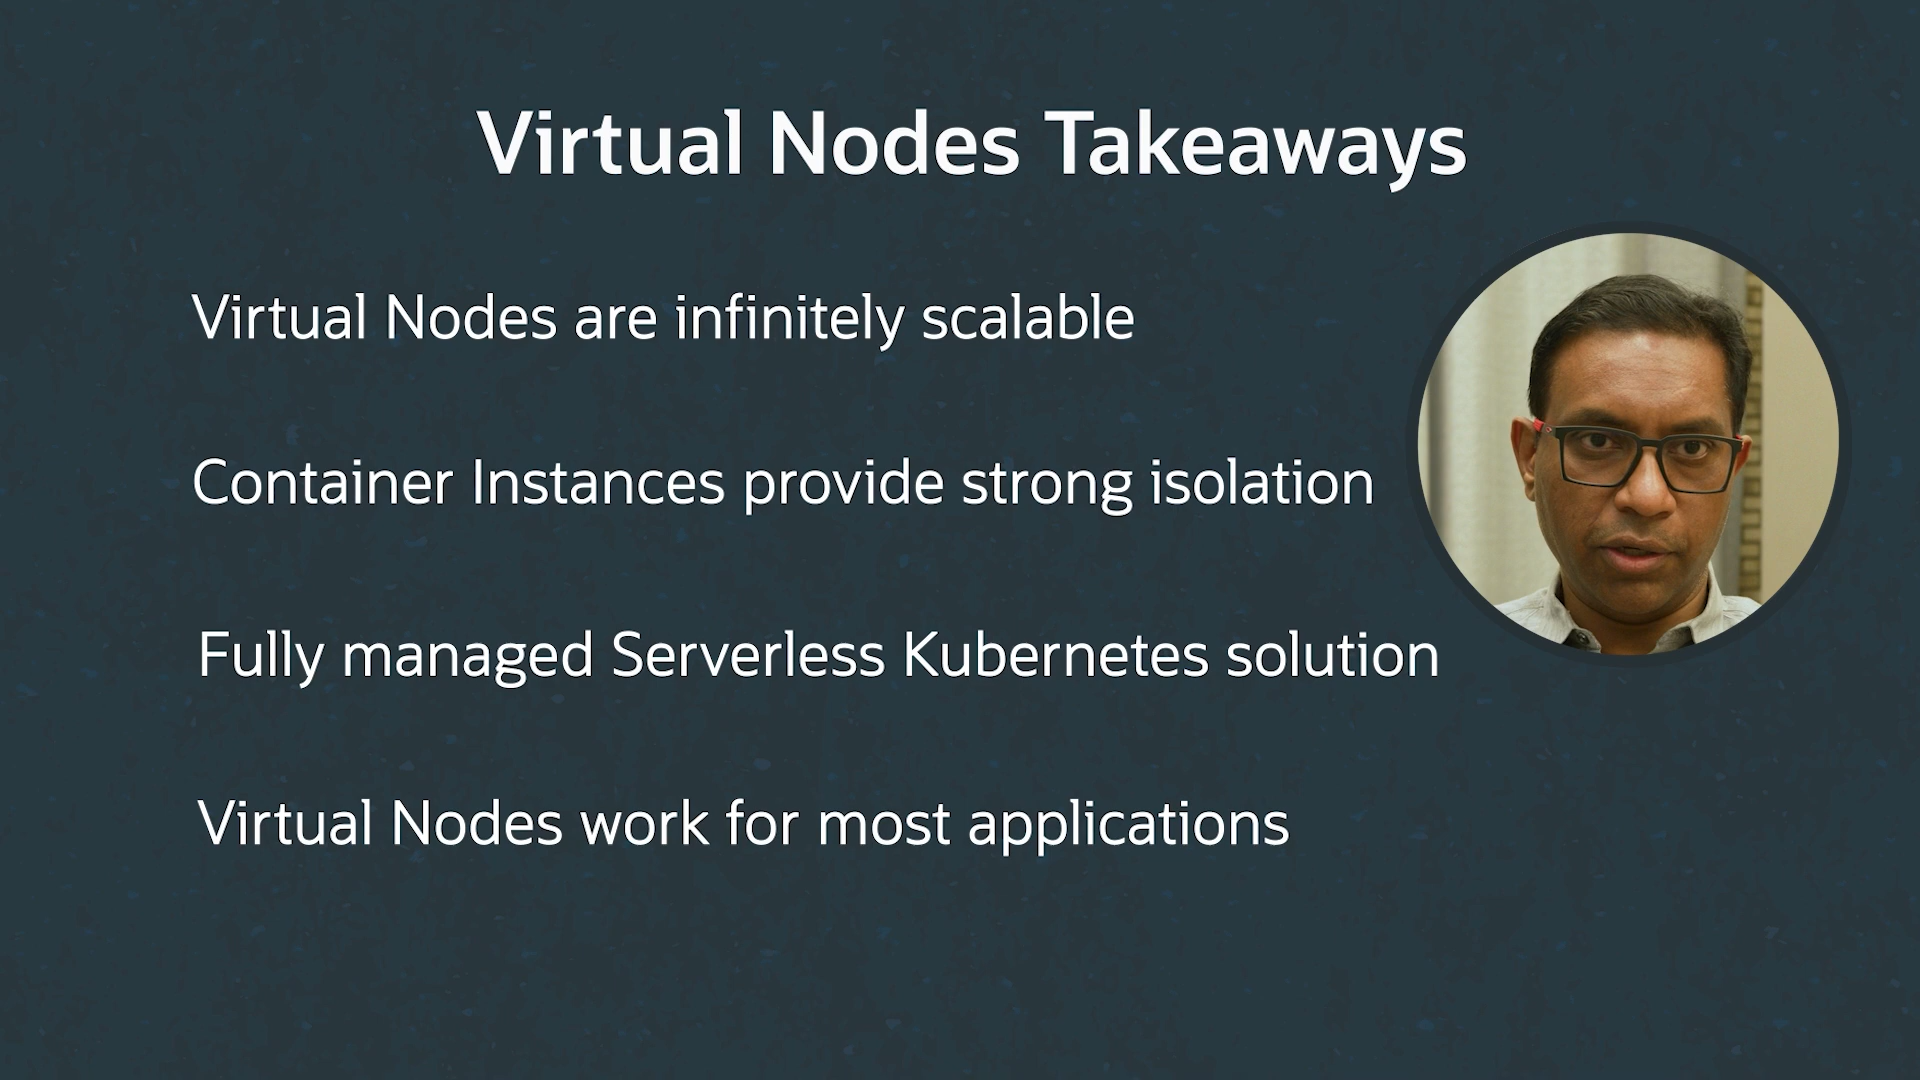 Virtual Nodes Takeaways
Virtual Nodes are infinitely scalable
Container Instances provide strong isolation
Fully managed Serverless Kubernetes solution
Virtual Nodes work for most applications